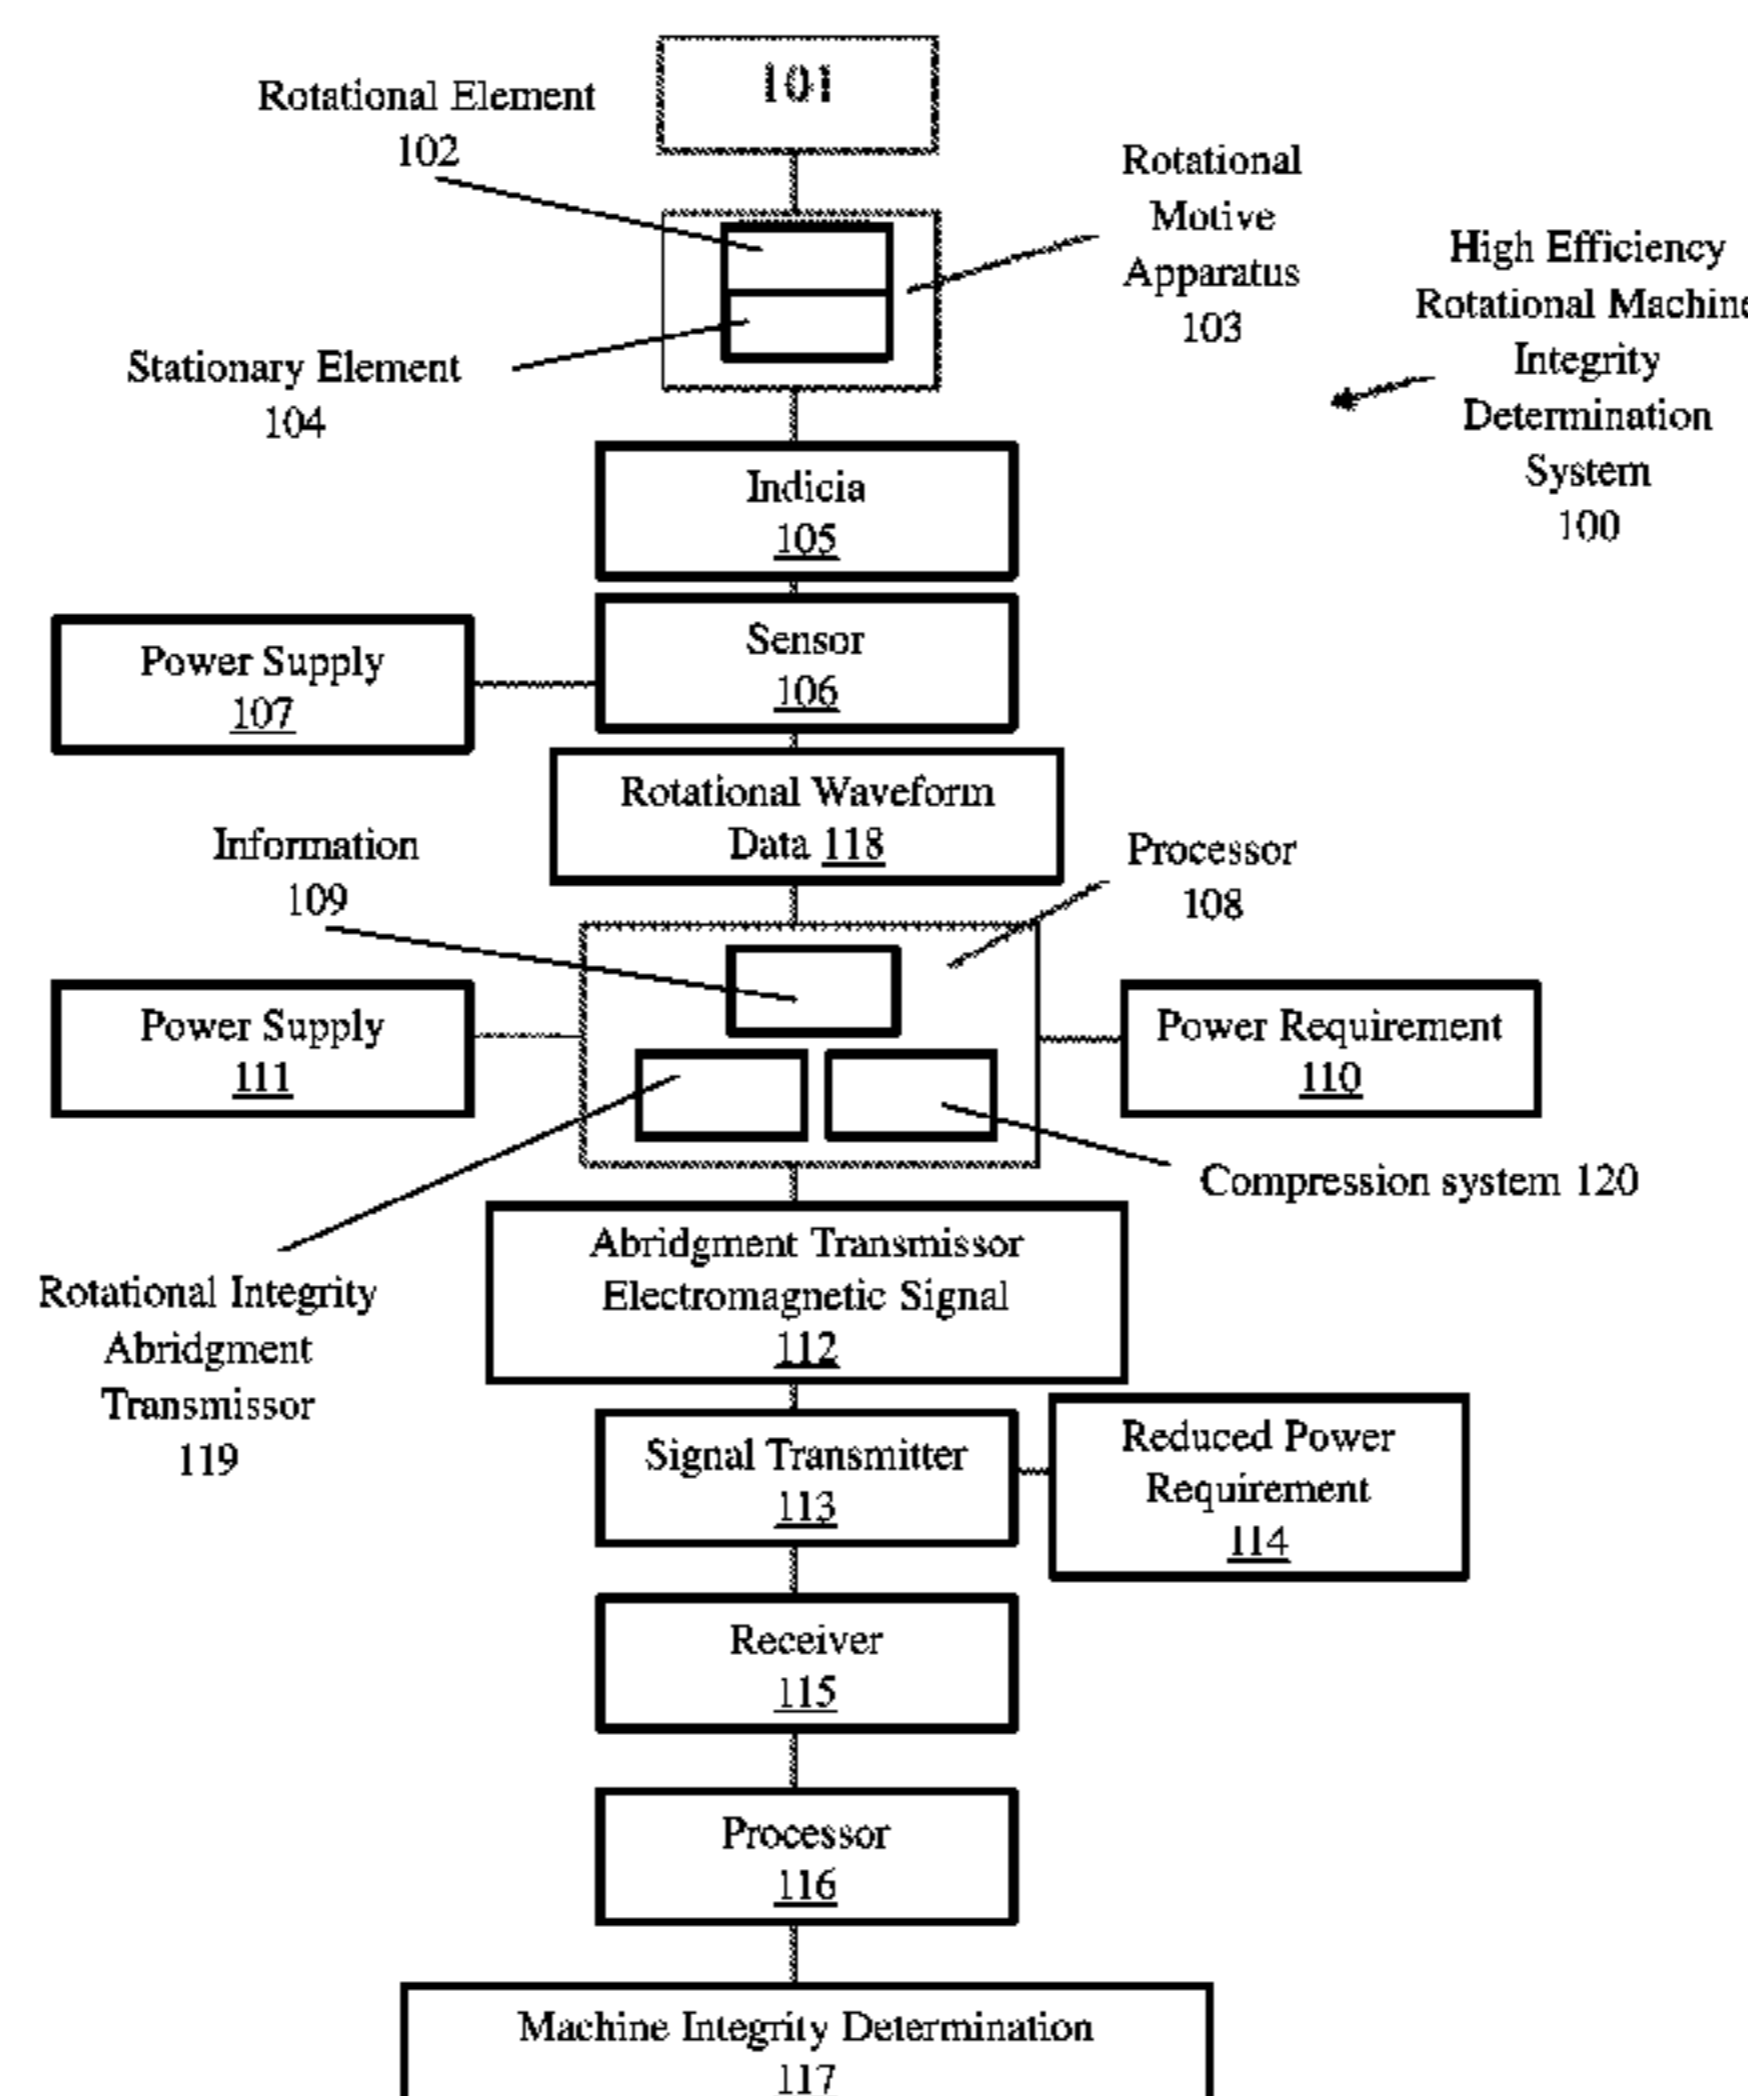 101
Rotational Element
102
Rotational
Motive
Apparatus
103
High Efficiency
Rotational Machine
Integrity
Determination
System
100
Stationary Element
104
Indicia
105
Sensor
106
Power Supply
107
Rotational Waveform
Data 118
Information
109
Processor
108
Power Supply
111
Power Requirement
110
Compression system 120
Rotational Integrity
Abridgment
Transmissor
119
Abridgment Transmissor
Electromagnetic Signal
112
Signal Transmitter
113
Reduced Power
Requirement
114
Receiver
115
Processor
116
Machine Integrity Determination
117